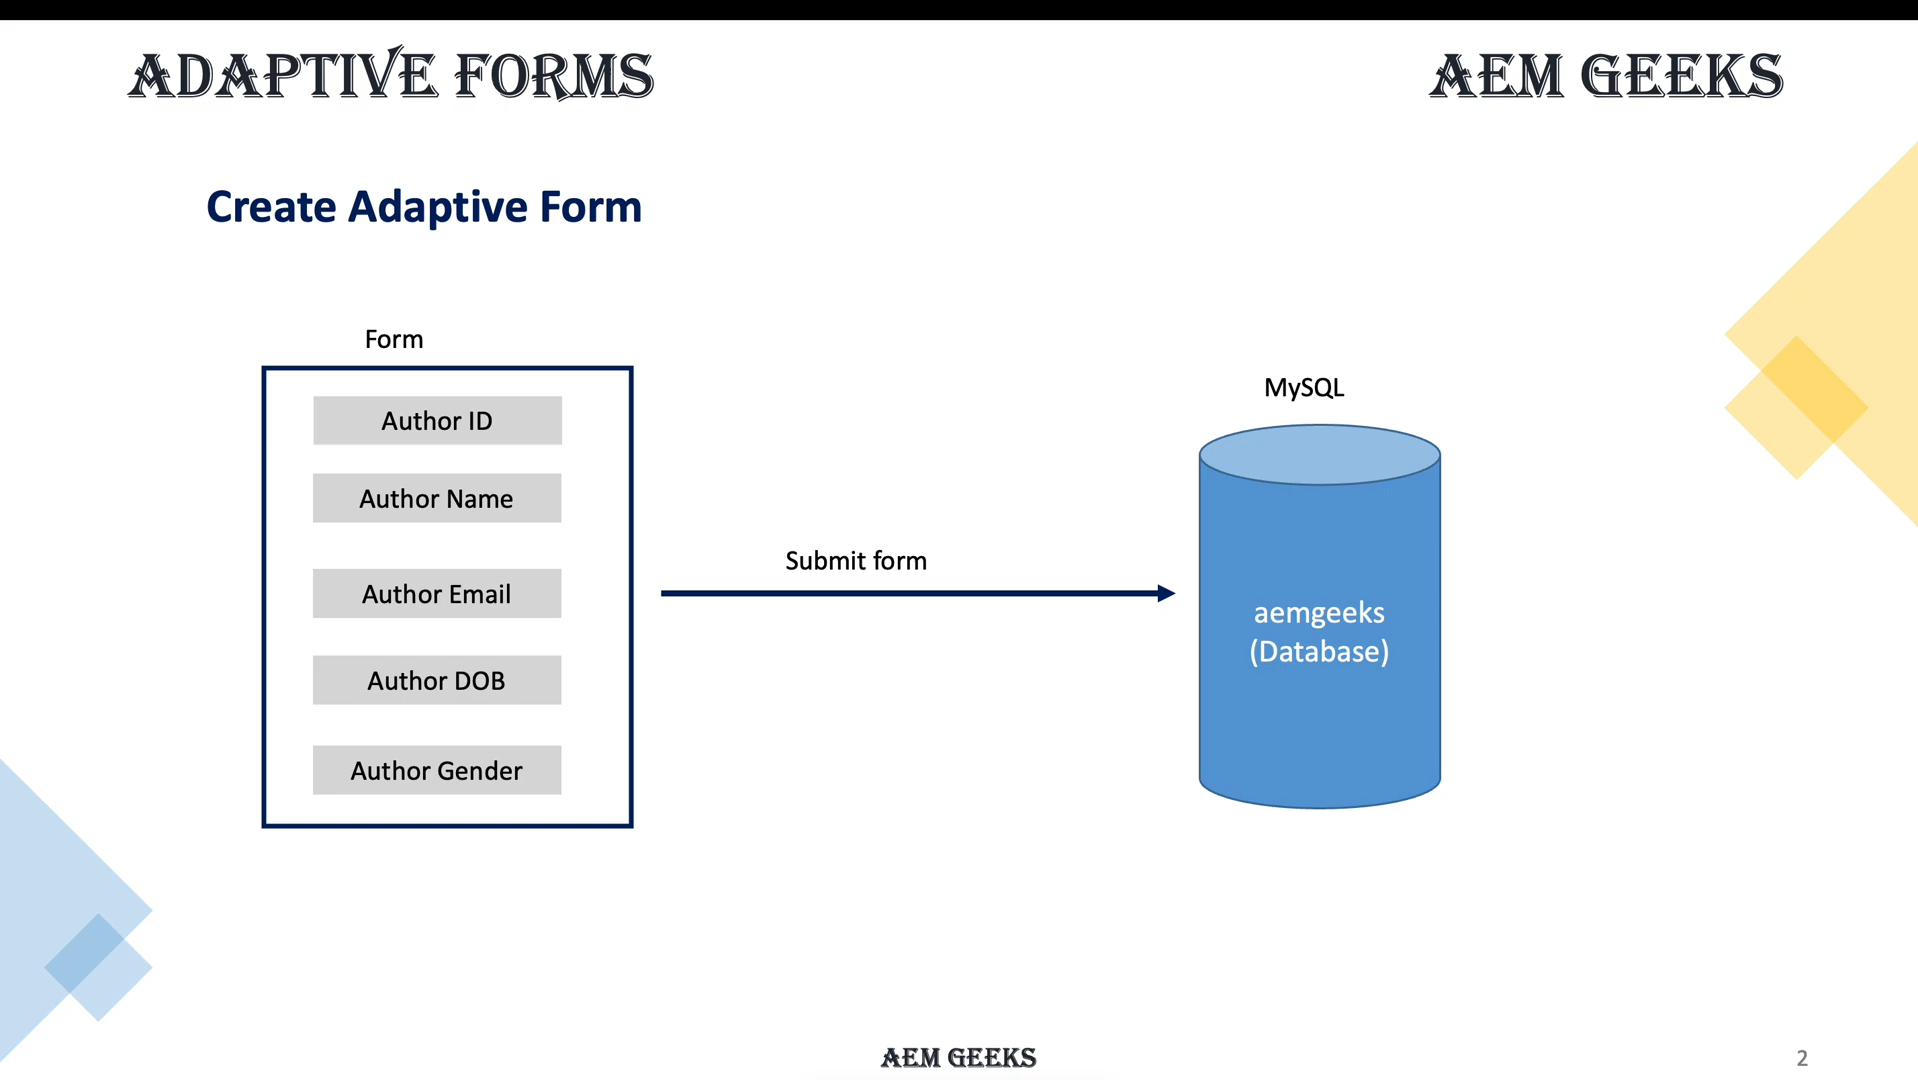 ADAPTIVE FORMS
AEM GEEKS
Create Adaptive Form
Form
Author ID
Author Name
Author Email
Author DOB
Author Gender
Submit form
MySQL
aemgeeks
(Database)
AEM GEEKS
2